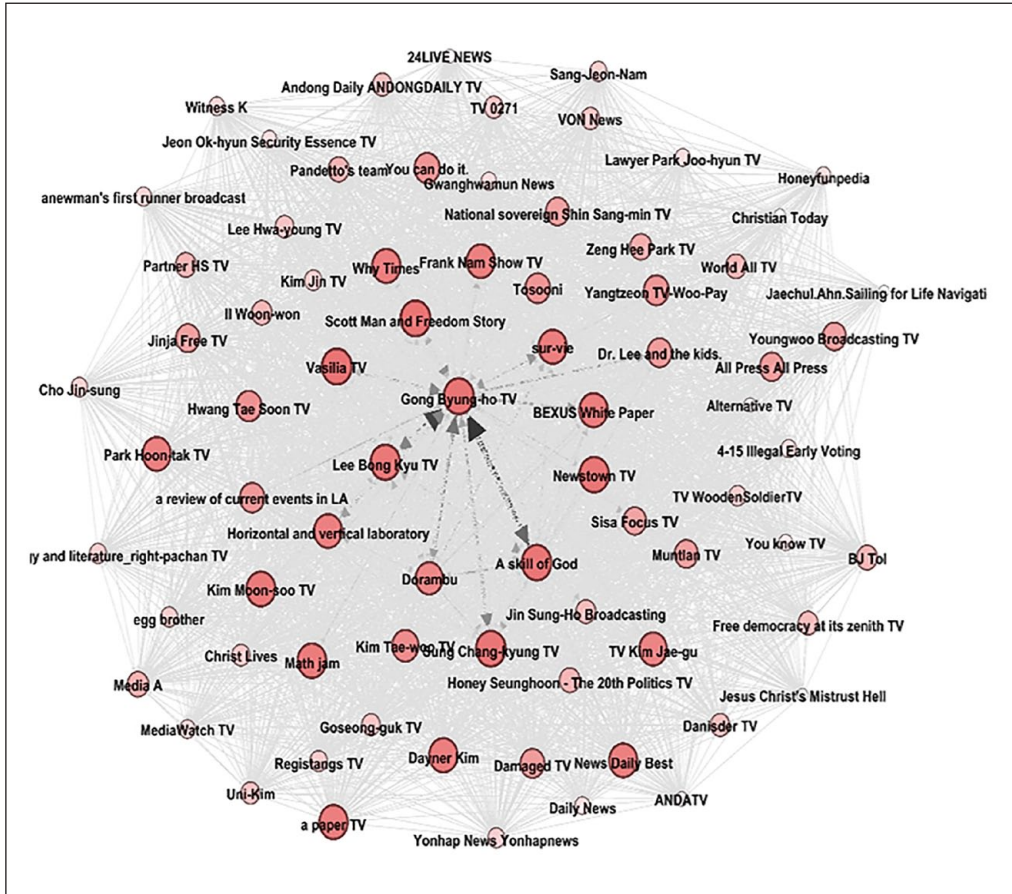 24LIVE NEWS
Sang-Jeon-Nam
Andong Daily ANDONGDAILY TV
Witness K
TV 0271
VON News
Jeon Ok-hyun Security Essence TV
Lawyer Park Joo-hyun TV
Pandetto's team
You can do it.
Gwanghwamun News
Honeyfunpedia
anewman's first runner broadcast
National sovereign Shin Sang-min TV
Christian Today
Lee Hwa-young TV
Zeng Hee Park TV
Partner HS TV
Why Times
Frank Nam Show TV
World All TV
Kim Jin TV
Tosooni
Yangtzeon TV-Woo-Pay
Jaechul.Ahn.Sailing for Life Navigati
Il Woon-won
Scott Man and Freedom Story
Jinja Free TV
sur-vie
Dr. Lee and the kids.
Youngwoo Broadcasting TV
Vasilia TV
All Press All Press
Cho Jin-sung
Gong Byung-ho TV
Hwang Tae Soon TV
BEXUS White Paper
Alternative TV
Park Hoon-tak TV
Lee Bong Kyu TV
4-15 Illegal Early Voting
Newstown TV
a review of current events in LA
TV WoodenSoldierTV
Sisa Focus TV
Horizontal and vertical laboratory
You know TV
gy and literature_right-pachan TV
Muntlan TV
BJ Tol
A skill of God
Dorambu
Kim Moon-soo TV
egg brother
Jin Sung-Ho Broadcasting
Free democracy at its zenith TV
Christ Lives
Math jam
Kim Tae-woo TV
Sung Chang-kyung TV
TV Kim Jae-gu
Media A
Honey Seunghoon - The 20th Politics TV
Jesus Christ's Mistrust Hell
MediaWatch TV
Goseong-guk TV
Danisder TV
Registangs TV
Dayner Kim
Damaged TV
News Daily Best
Uni-Kim
Daily News
ANDATV
a paper TV
Yonhap News Yonhapnews